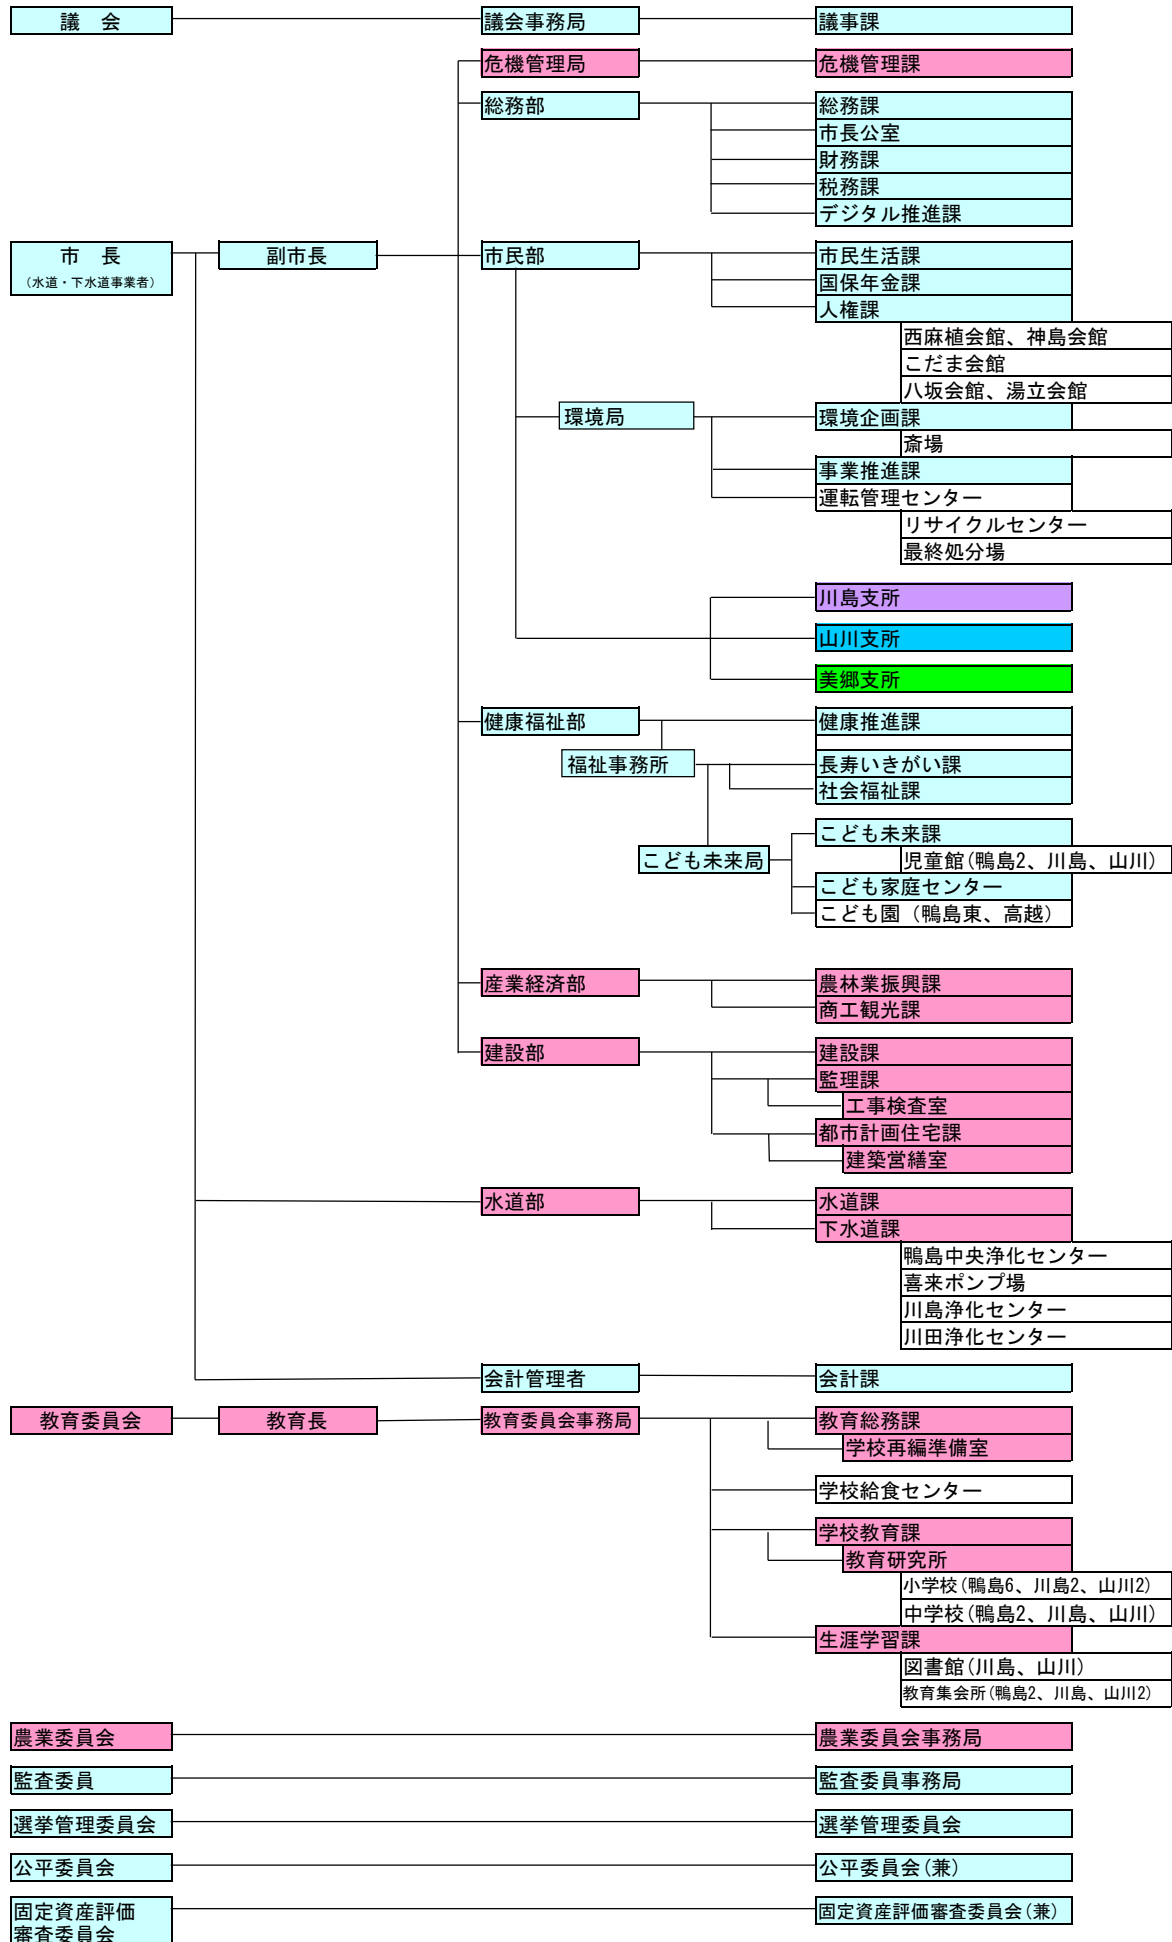 議　会
議会事務局
議事課
危機管理局
危機管理課
総務部
総務課
市長公室
財務課
税務課
デジタル推進課
市　長
(水道・下水道事業者)
副市長
市民部
市民生活課
国保年金課
人権課
西麻植会館、神島会館
こだま会館
八坂会館、湯立会館
環境局
環境企画課
斎場
事業推進課
運転管理センター
リサイクルセンター
最終処分場
川島支所
山川支所
美郷支所
健康福祉部
健康推進課
福祉事務所
長寿いきがい課
社会福祉課
こども未来局
こども未来課
児童館(鴨島2、川島、山川)
こども家庭センター
こども園（鴨島東、高越）
産業経済部
農林業振興課
商工観光課
建設部
建設課
監理課
工事検査室
都市計画住宅課
建築営繕室
水道部
水道課
下水道課
鴨島中央浄化センター
喜来ポンプ場
川島浄化センター
川田浄化センター
会計管理者
会計課
教育委員会
教育長
教育委員会事務局
教育総務課
学校再編準備室
学校給食センター
学校教育課
教育研究所
小学校(鴨島6、川島2、山川2)
中学校(鴨島2、川島、山川)
生涯学習課
図書館(川島、山川)
教育集会所(鴨島2、川島、山川2)
農業委員会
農業委員会事務局
監査委員
監査委員事務局
選挙管理委員会
選挙管理委員会
公平委員会
公平委員会(兼)
固定資産評価
審査委員会
固定資産評価審査委員会(兼)